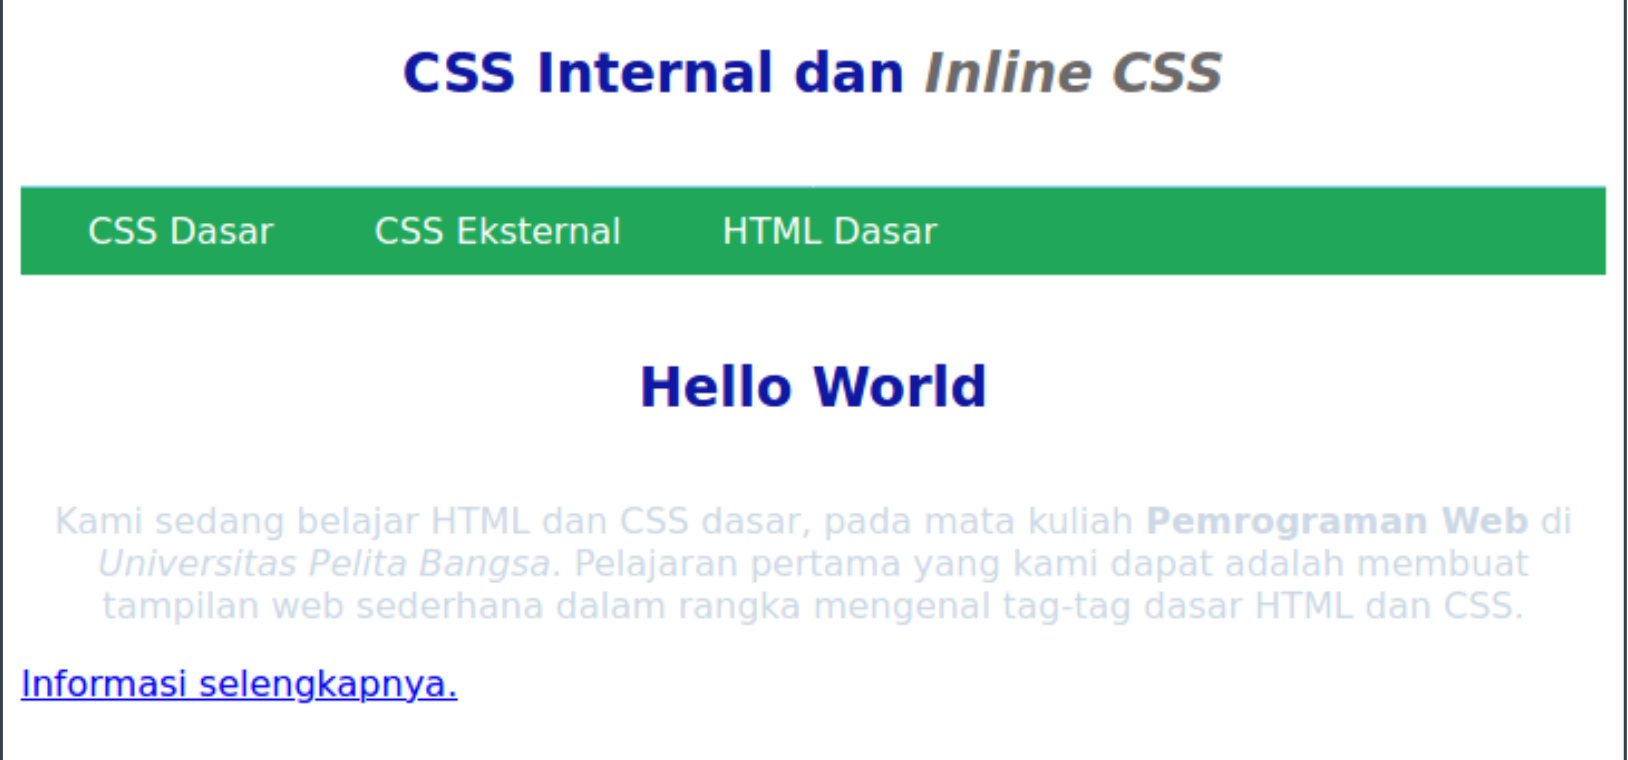 CSS Internal dan Inline CSS
CSS Dasar CSS Eksternal HTML Dasar
Hello World
Kami sedang belajar HTML dan CSS dasar, pada mata kuliah Pemrograman Web di
Universitas Pelita Bangsa. Pelajaran pertama yang kami dapat adalah membuat
tampilan web sederhana dalam rangka mengenal tag-tag dasar HTML dan CSS.
Informasi selengkapnya.